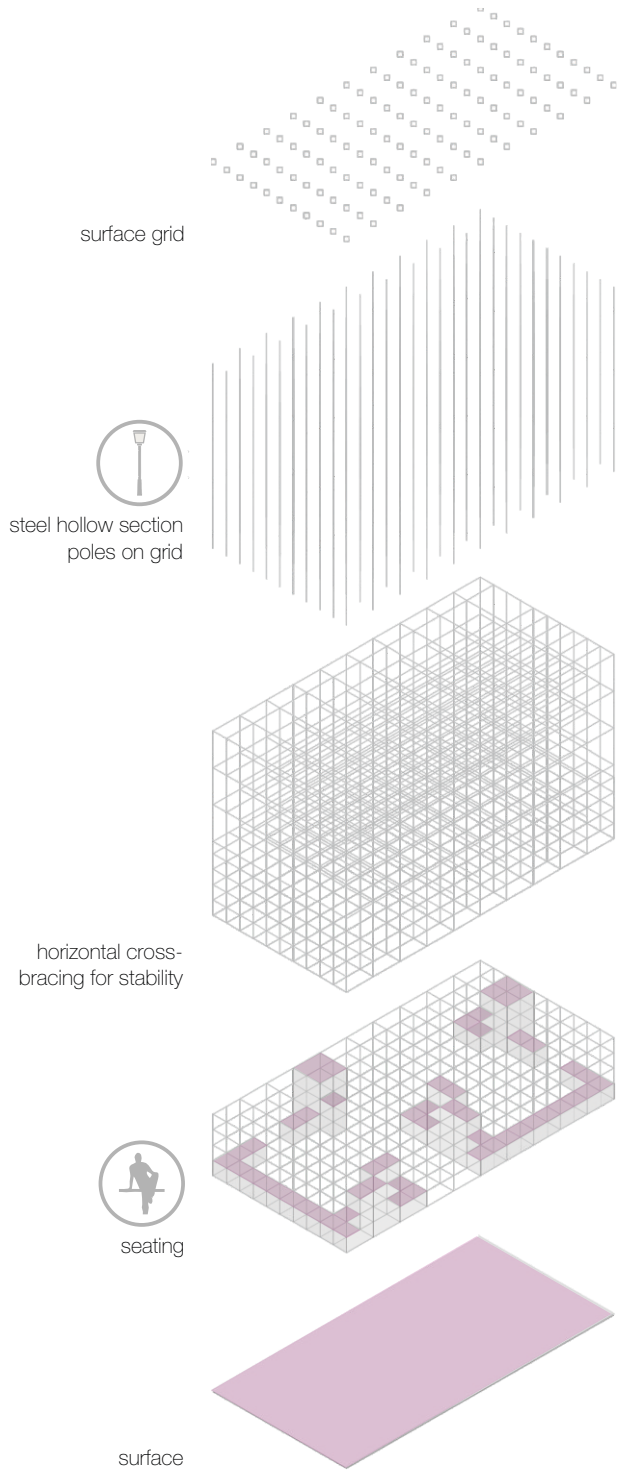 surface grid
steel hollow section
poles on grid
horizontal cross-
bracing for stability
seating
surface